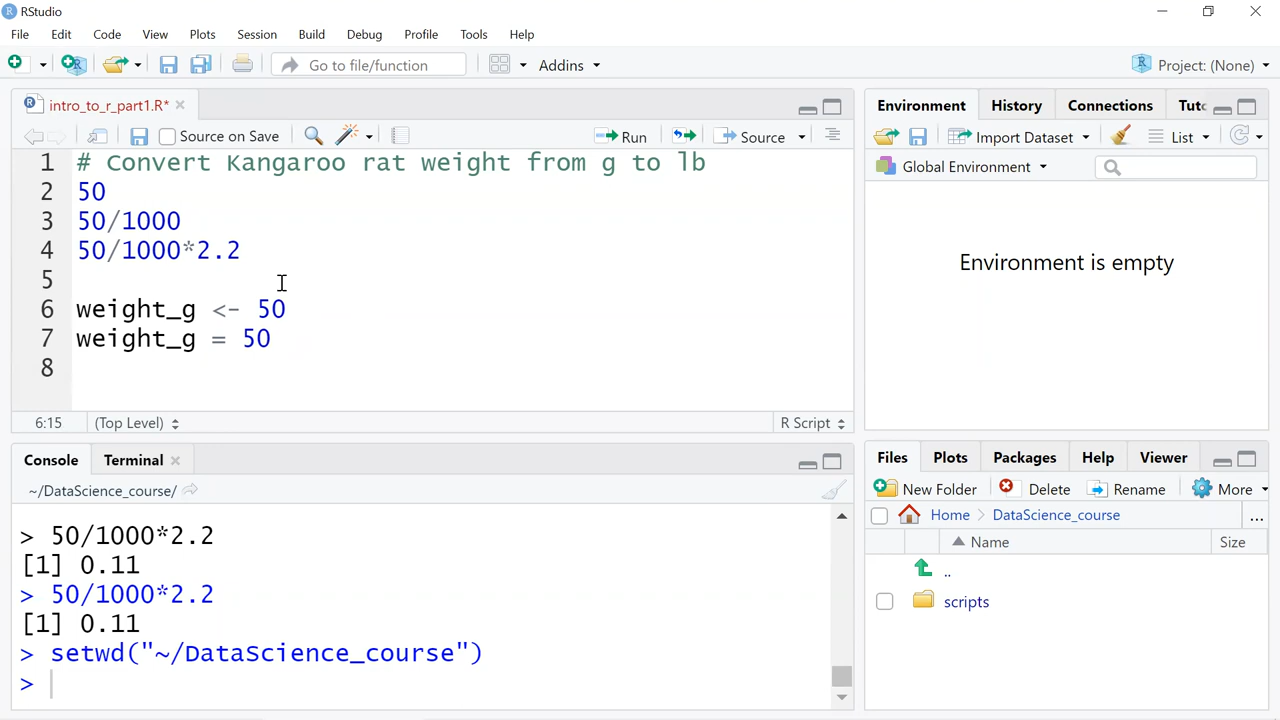 RStudio
File Edit Code View Plots Session Build Debug Profile Tools Help
Go to file/function Addins Project: (None)
intro_to_r_part1.R*
Source on Save Run Source
1 # Convert Kangaroo rat weight from g to lb
2 50
3 50/1000
4 50/1000*2.2
5
6 weight_g <- 50
7 weight_g = 50
8
6:15 (Top Level) R Script
Console Terminal
~/DataScience_course/
> 50/1000*2.2
[1] 0.11
> 50/1000*2.2
[1] 0.11
> setwd("~/DataScience_course")
>
Environment History Connections Tuto
Import Dataset List
Global Environment
Environment is empty
Files Plots Packages Help Viewer
New Folder Delete Rename More
Home DataScience_course ...
Name Size
..
scripts